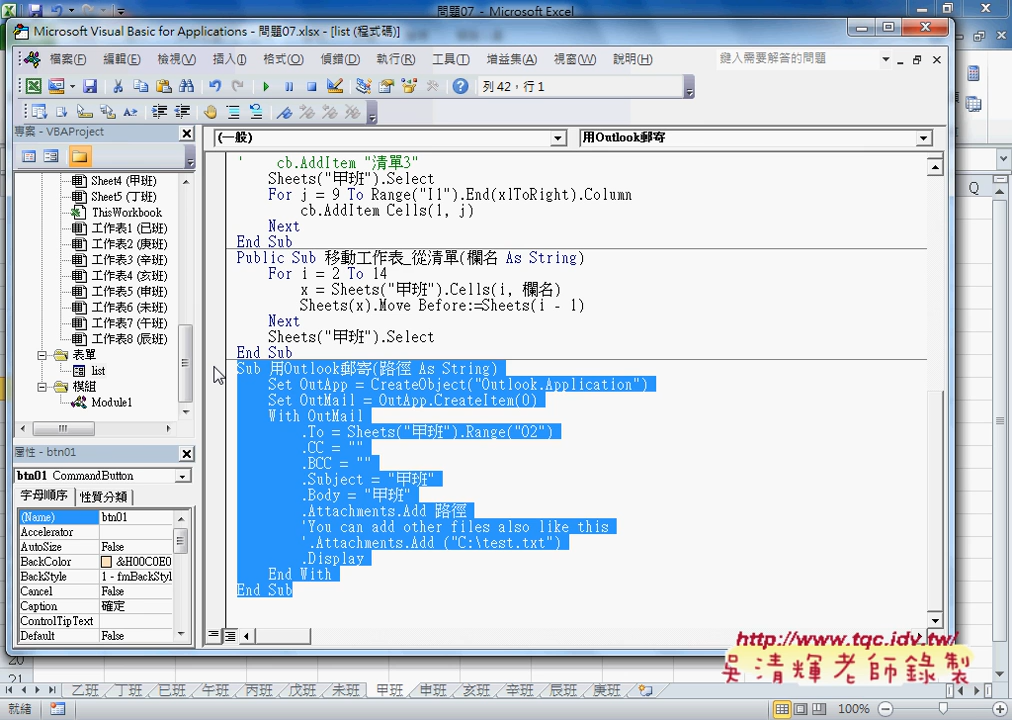 問題07 - Microsoft Excel
Microsoft Visual Basic for Applications - 問題07.xlsx - [list (程式碼)]
檔案(F) 編輯(E) 檢視(V) 插入(I) 格式(O) 偵錯(D) 執行(R) 工具(T) 增益集(A) 視窗(W) 說明(H) 鍵入需要解答的問題
列 42，行 1
專案 - VBAProject
(一般) 用Outlook郵寄
Sheet4 (甲班)
Sheet5 (丁班)
ThisWorkbook
工作表1 (巳班)
工作表2 (庚班)
工作表3 (辛班)
工作表4 (亥班)
工作表5 (申班)
工作表6 (未班)
工作表7 (午班)
工作表8 (辰班)
表單
list
模組
Module1
'    cb.AddItem "清單3"
Sheets("甲班").Select
For j = 9 To Range("I1").End(xlToRight).Column
cb.AddItem Cells(1, j)
Next
End Sub
Public Sub 移動工作表_從清單(欄名 As String)
For i = 2 To 14
x = Sheets("甲班").Cells(i, 欄名)
Sheets(x).Move Before:=Sheets(i - 1)
Next
Sheets("甲班").Select
End Sub
Sub 用Outlook郵寄(路徑 As String)
Set OutApp = CreateObject("Outlook.Application")
Set OutMail = OutApp.CreateItem(0)
With OutMail
.To = Sheets("甲班").Range("O2")
.CC = ""
.BCC = ""
.Subject = "甲班"
.Body = "甲班"
.Attachments.Add 路徑
'You can add other files also like this
'.Attachments.Add ("C:\test.txt")
.Display
End With
End Sub
屬性 - btn01
btn01 CommandButton
字母順序 性質分類
(Name) btn01
Accelerator
AutoSize False
BackColor &H00C0E0
BackStyle 1 - fmBackStyl
Cancel False
Caption 確定
ControlTipText
Default False
Q
20
21
http://www.tqc.idv.tw/
吳清輝老師錄製
乙班 丁班 巳班 午班 丙班 戊班 未班 甲班 申班 亥班 辛班 辰班 庚班
就緒 100%